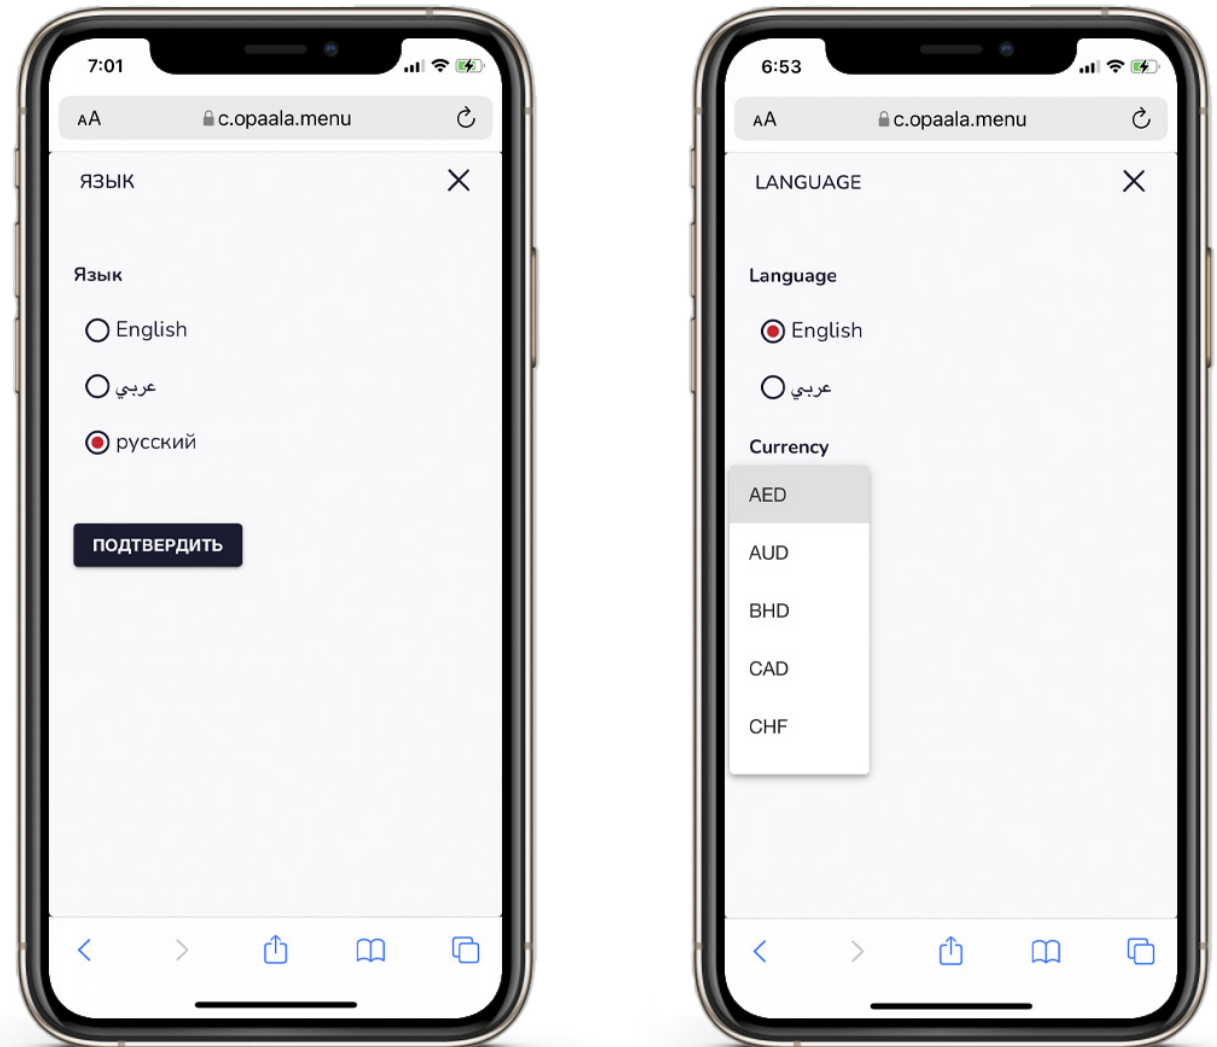 7:01
AA c.opaala.menu
ЯЗЫК
Язык
English
عربي
русский
ПОДТВЕРДИТЬ
6:53
AA c.opaala.menu
LANGUAGE
Language
English
عربي
Currency
AED
AUD
BHD
CAD
CHF